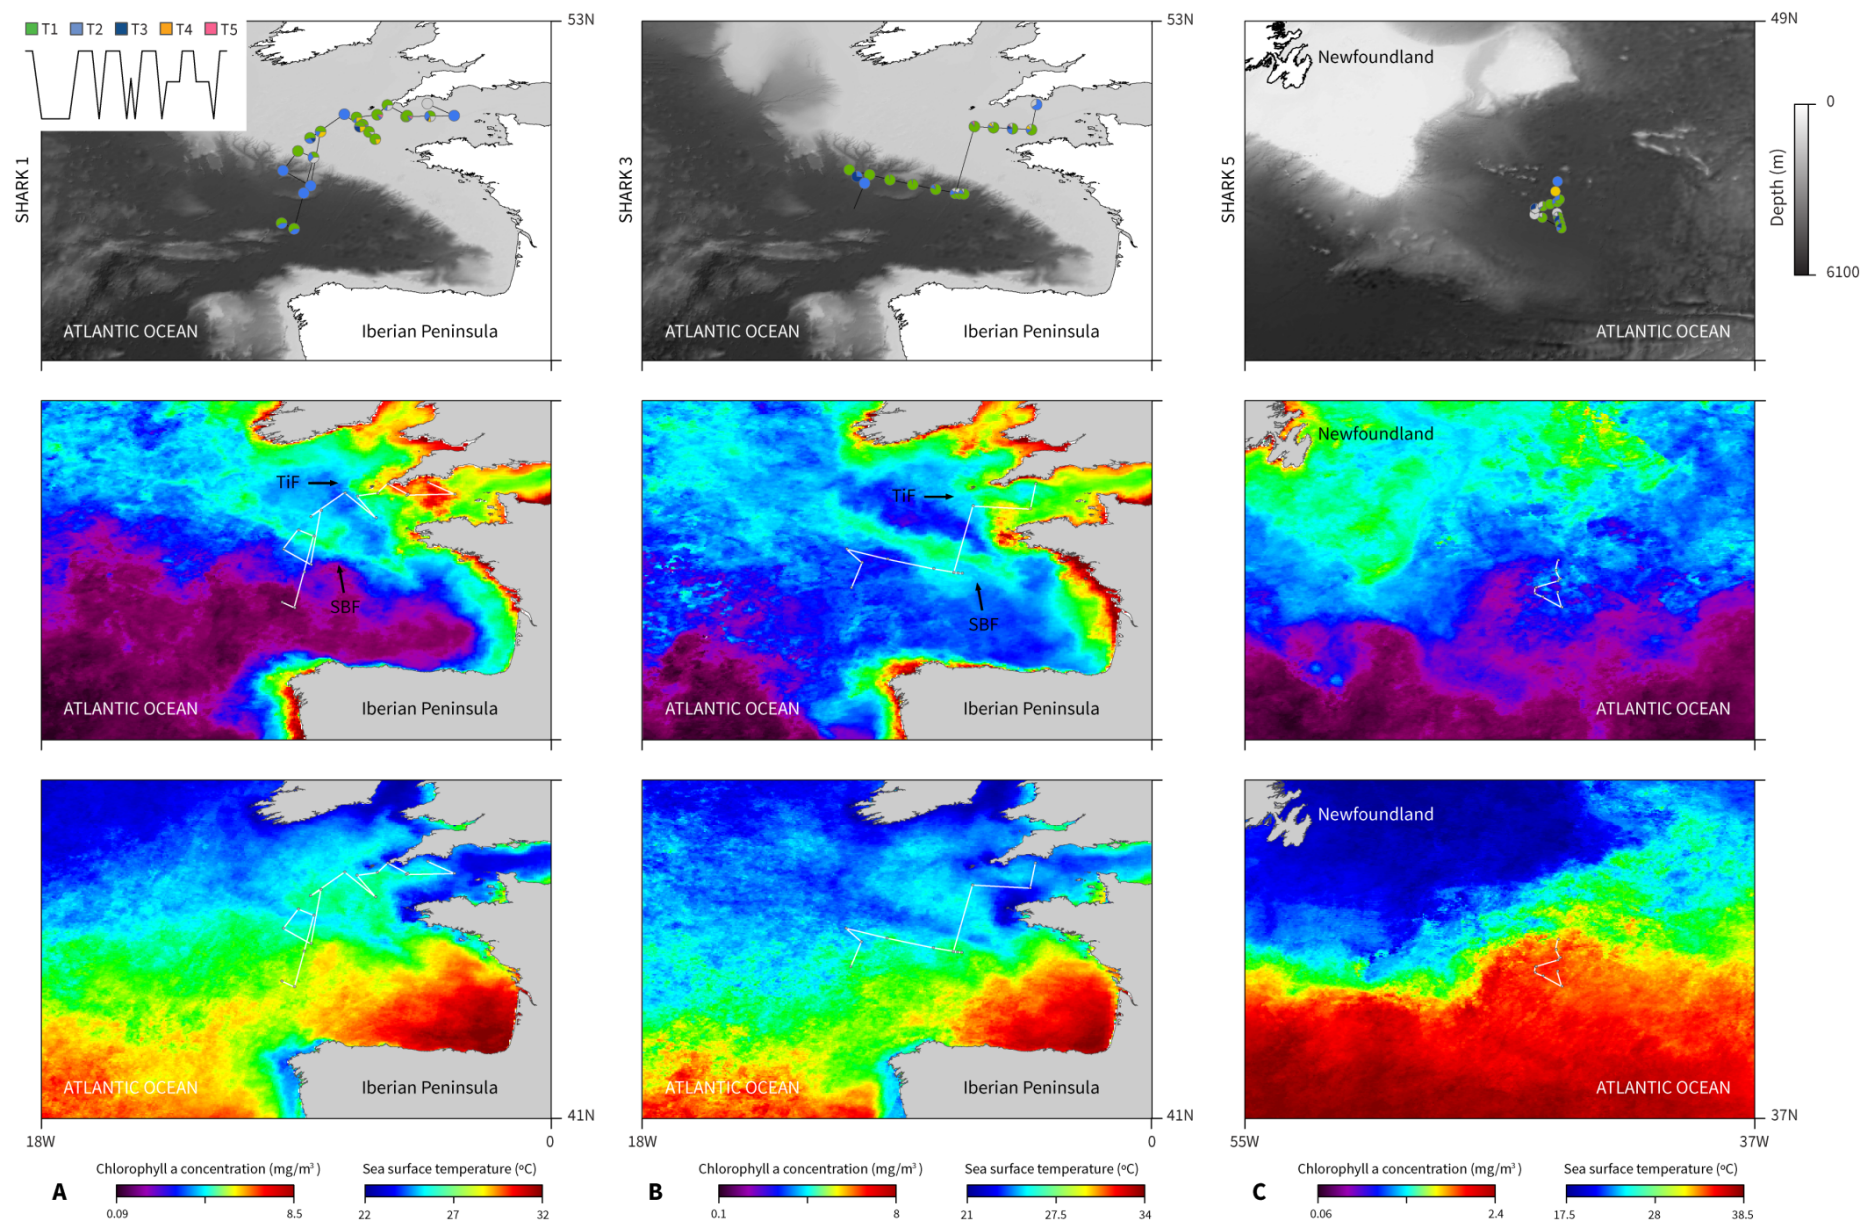 T1 T2 T3 T4 T5
SHARK 1
ATLANTIC OCEAN
Iberian Peninsula
53N
SHARK 3
ATLANTIC OCEAN
Iberian Peninsula
53N
SHARK 5
Newfoundland
ATLANTIC OCEAN
49N
0
Depth (m)
6100
TiF
SBF
ATLANTIC OCEAN
Iberian Peninsula
TiF
SBF
ATLANTIC OCEAN
Iberian Peninsula
Newfoundland
ATLANTIC OCEAN
ATLANTIC OCEAN
Iberian Peninsula
41N
18W
0
ATLANTIC OCEAN
Iberian Peninsula
41N
18W
0
Newfoundland
ATLANTIC OCEAN
37N
55W
37W
A
Chlorophyll a concentration (mg/m³)
0.09
8.5
Sea surface temperature (ºC)
22
27
32
B
Chlorophyll a concentration (mg/m³)
0.1
8
Sea surface temperature (ºC)
21
27.5
34
C
Chlorophyll a concentration (mg/m³)
0.06
2.4
Sea surface temperature (ºC)
17.5
28
38.5